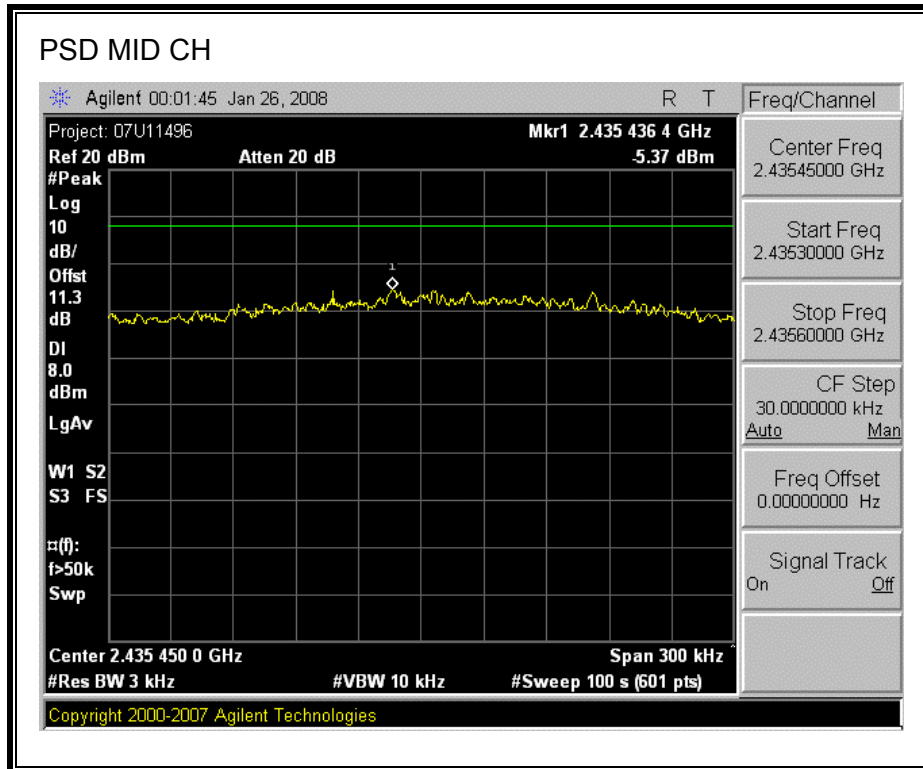 PSD MID CH
Agilent 00:01:45 Jan 26, 2008 R T
Freq/Channel
Project: 07U11496 Mkr1 2.435 436 4 GHz
Ref 20 dBm Atten 20 dB -5.37 dBm
#Peak
Log
10
dB/
Offst
11.3
dB
DI
8.0
dBm
LgAv
W1 S2
S3 FS
¤(f):
f>50k
Swp
1
Center 2.435 450 0 GHz Span 300 kHz
#Res BW 3 kHz #VBW 10 kHz #Sweep 100 s (601 pts)
Center Freq
2.43545000 GHz
Start Freq
2.43530000 GHz
Stop Freq
2.43560000 GHz
CF Step
30.0000000 kHz
Auto Man
Freq Offset
0.00000000 Hz
Signal Track
On Off
Copyright 2000-2007 Agilent Technologies